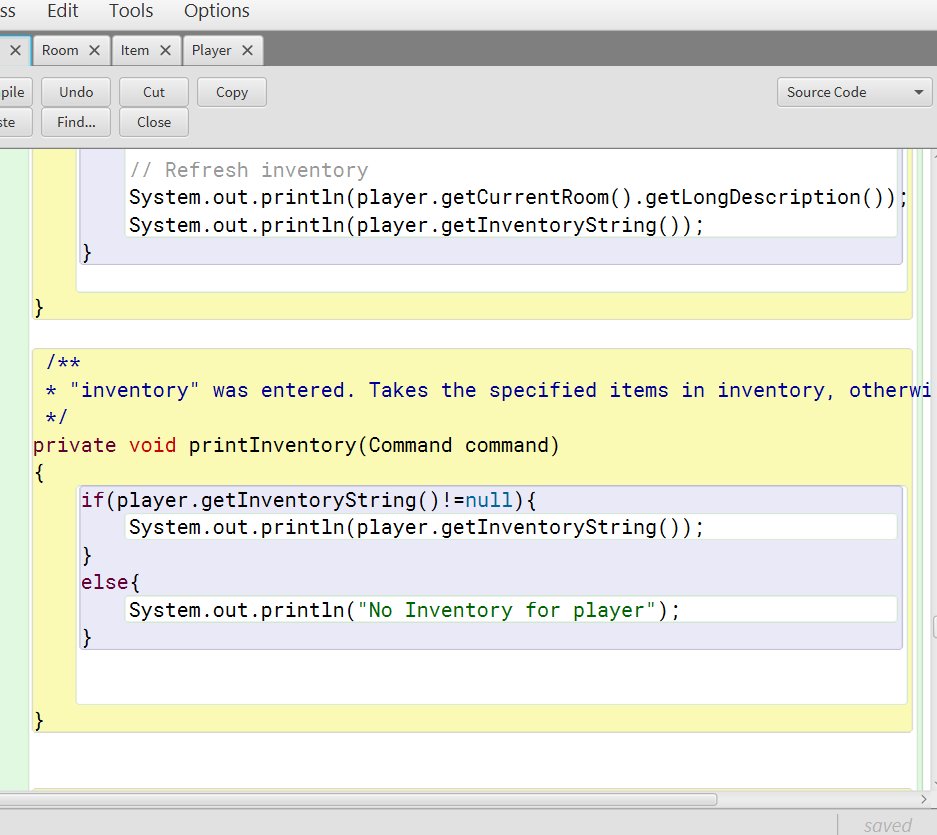 ss Edit Tools Options
Room Item Player
pile Undo Cut Copy Source Code
ste Find... Close
// Refresh inventory
System.out.println(player.getCurrentRoom().getLongDescription());
System.out.println(player.getInventoryString());
}
}
/**
* "inventory" was entered. Takes the specified items in inventory, otherwi
*/
private void printInventory(Command command)
{
if(player.getInventoryString()!=null){
System.out.println(player.getInventoryString());
}
else{
System.out.println("No Inventory for player");
}
}
saved